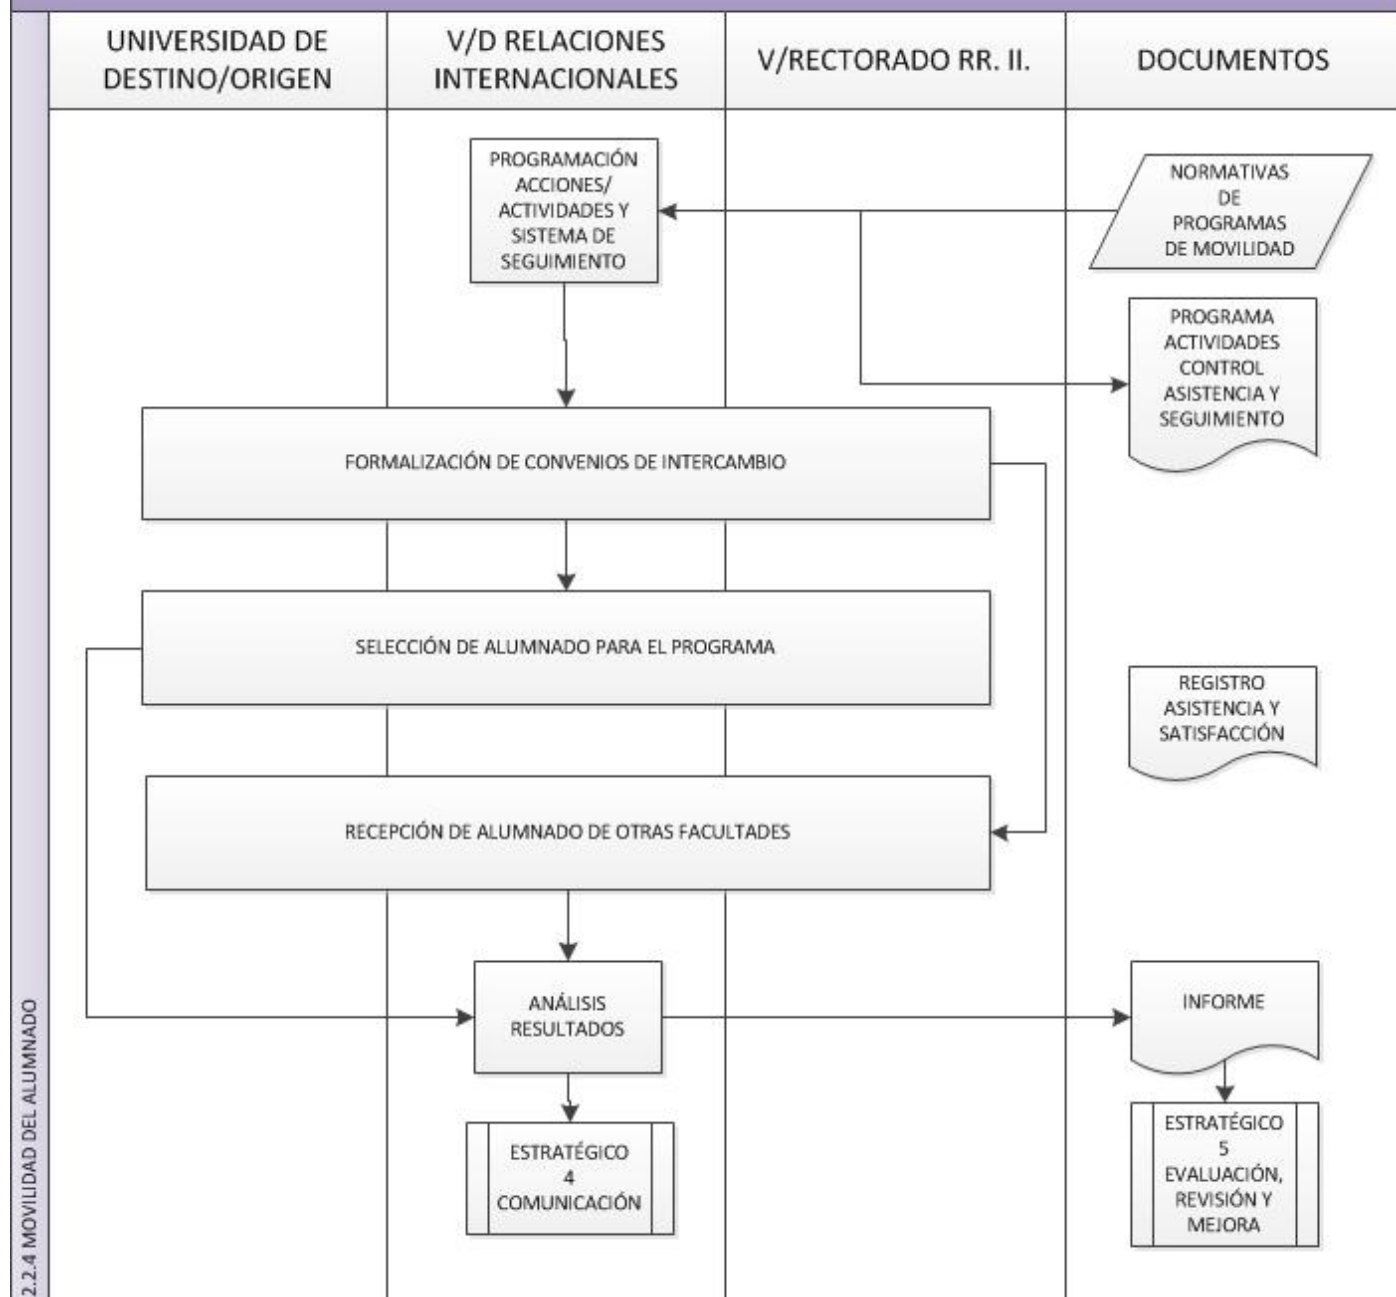 UNIVERSIDAD DE
DESTINO/ORIGEN
V/D RELACIONES
INTERNACIONALES
V/RECTORADO RR. II.
DOCUMENTOS
PROGRAMACIÓN
ACCIONES/
ACTIVIDADES Y
SISTEMA DE
SEGUIMIENTO
NORMATIVAS
DE
PROGRAMAS
DE MOVILIDAD
PROGRAMA
ACTIVIDADES
CONTROL
ASISTENCIA Y
SEGUIMIENTO
FORMALIZACIÓN DE CONVENIOS DE INTERCAMBIO
SELECCIÓN DE ALUMNADO PARA EL PROGRAMA
REGISTRO
ASISTENCIA Y
SATISFACCIÓN
RECEPCIÓN DE ALUMNADO DE OTRAS FACULTADES
ANÁLISIS
RESULTADOS
INFORME
ESTRATÉGICO
4
COMUNICACIÓN
ESTRATÉGICO
5
EVALUACIÓN,
REVISIÓN Y
MEJORA
2.2.4 MOVILIDAD DEL ALUMNADO